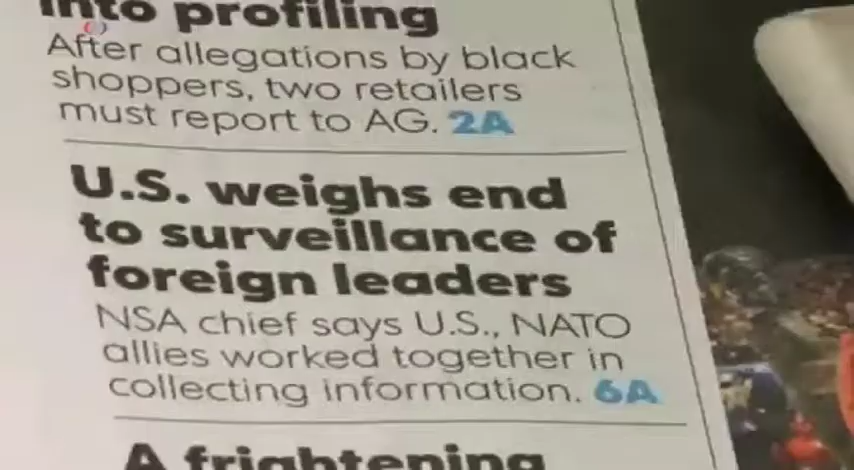 into profiling
After allegations by black
shoppers, two retailers
must report to AG. 2A
U.S. weighs end
to surveillance of
foreign leaders
NSA chief says U.S., NATO
allies worked together in
collecting information. 6A
A frightening